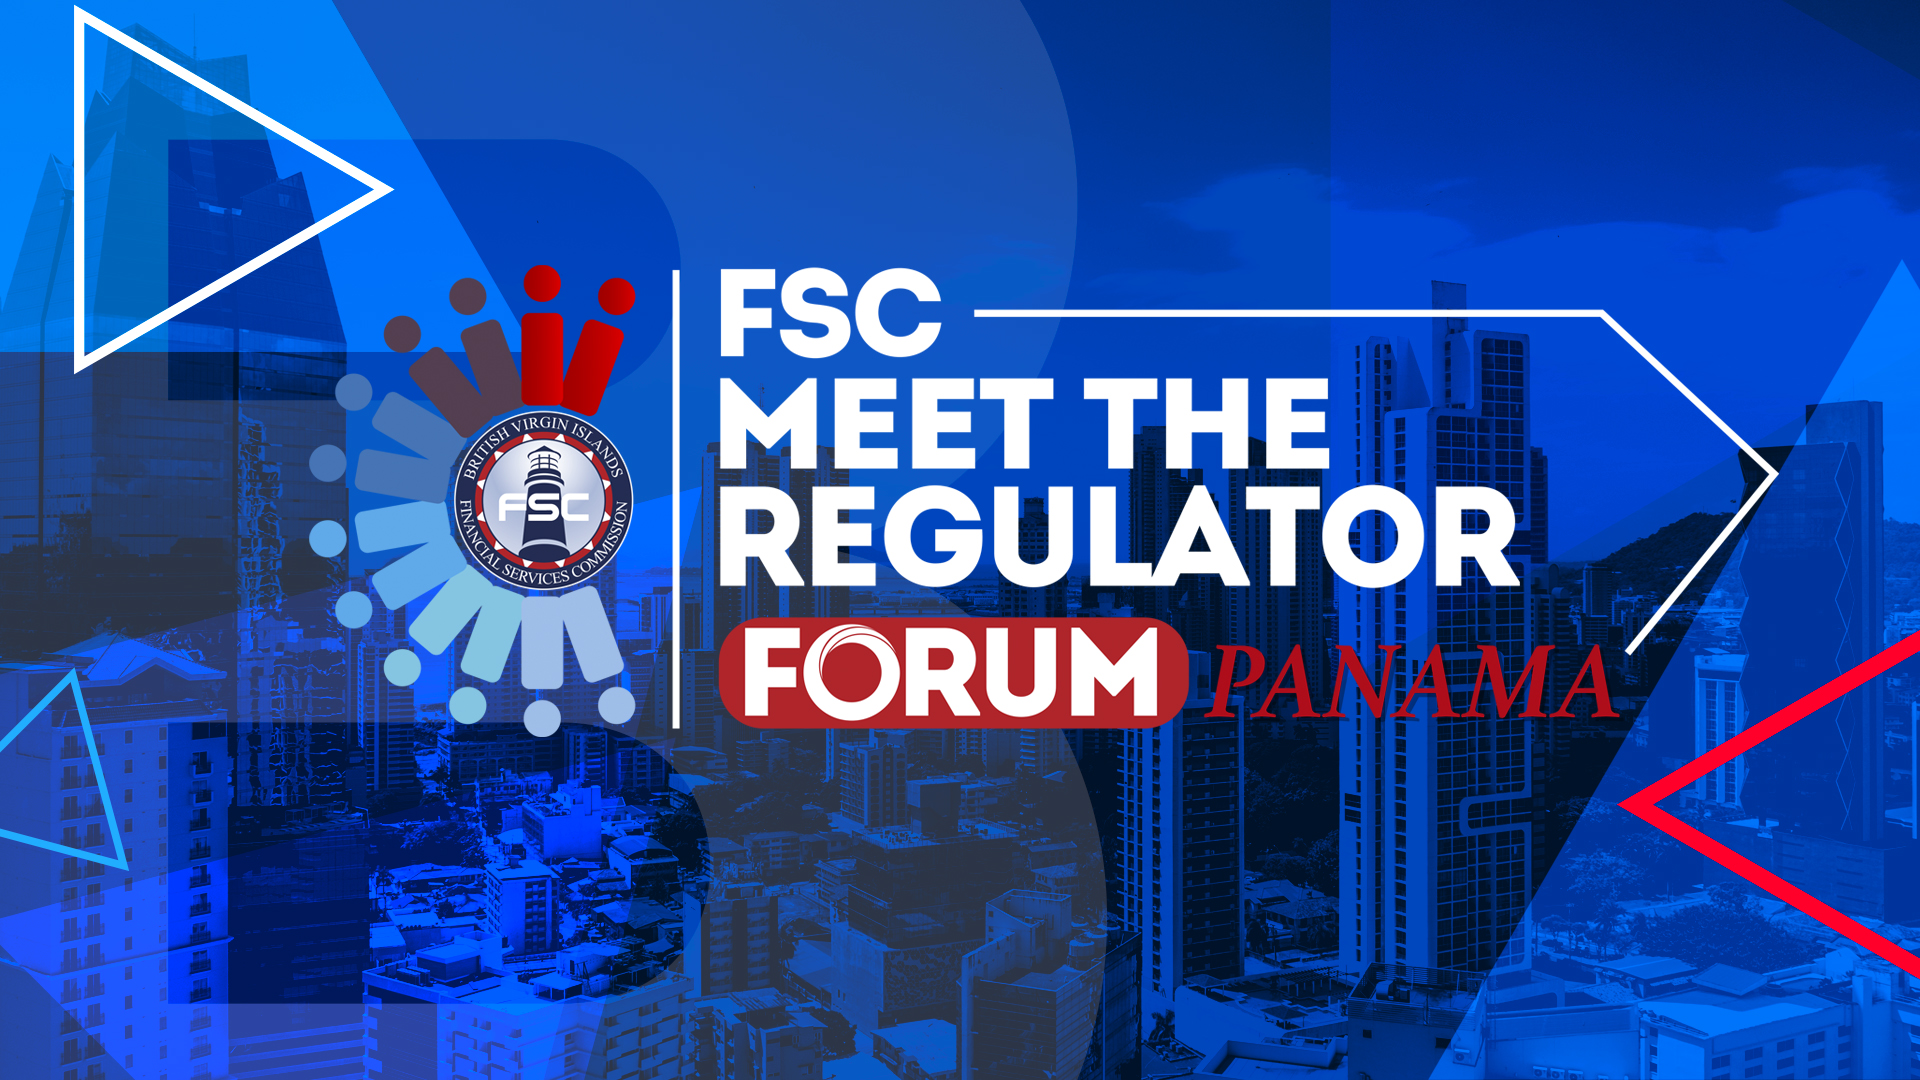 BRITISH VIRGIN ISLANDS
FSC
FINANCIAL SERVICES COMMISSION
FSC
MEET THE
REGULATOR
FORUM PANAMA